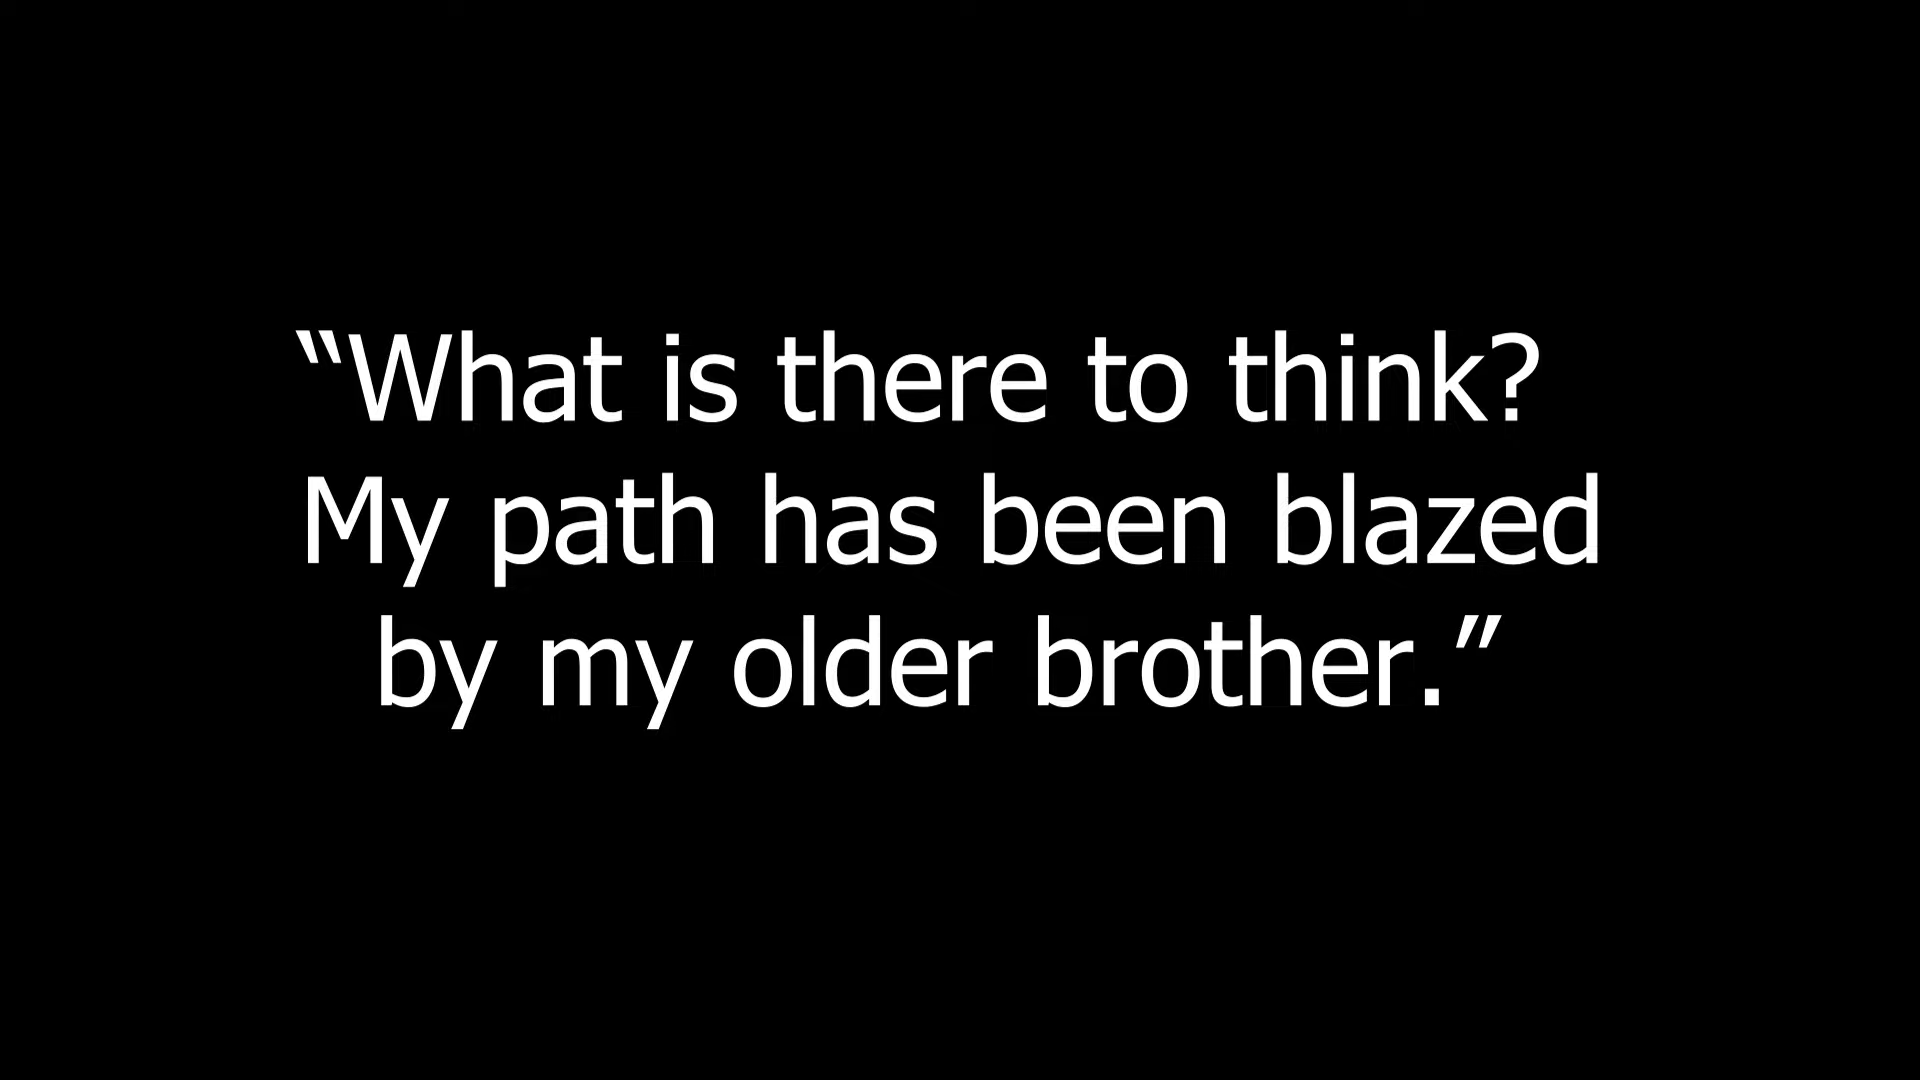 “What is there to think?
My path has been blazed
by my older brother.”